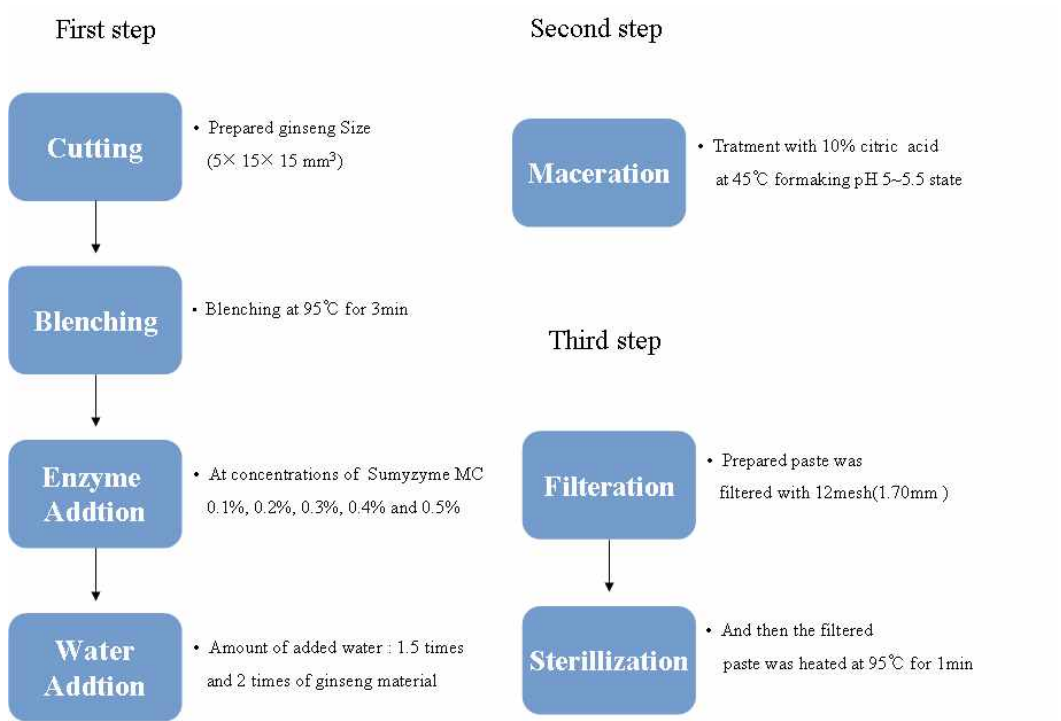 First step
Cutting
• Prepared ginseng Size
(5× 15× 15 mm³)
Blenching
• Blenching at 95℃ for 3min
Enzyme
Addtion
• At concentrations of Sumyzyme MC
0.1%, 0.2%, 0.3%, 0.4% and 0.5%
Water
Addtion
• Amount of added water : 1.5 times
and 2 times of ginseng material
Second step
Maceration
• Tratment with 10% citric acid
at 45℃ formaking pH 5~5.5 state
Third step
Filteration
• Prepared paste was
filtered with 12mesh(1.70mm )
Sterillization
• And then the filtered
paste was heated at 95℃ for 1min